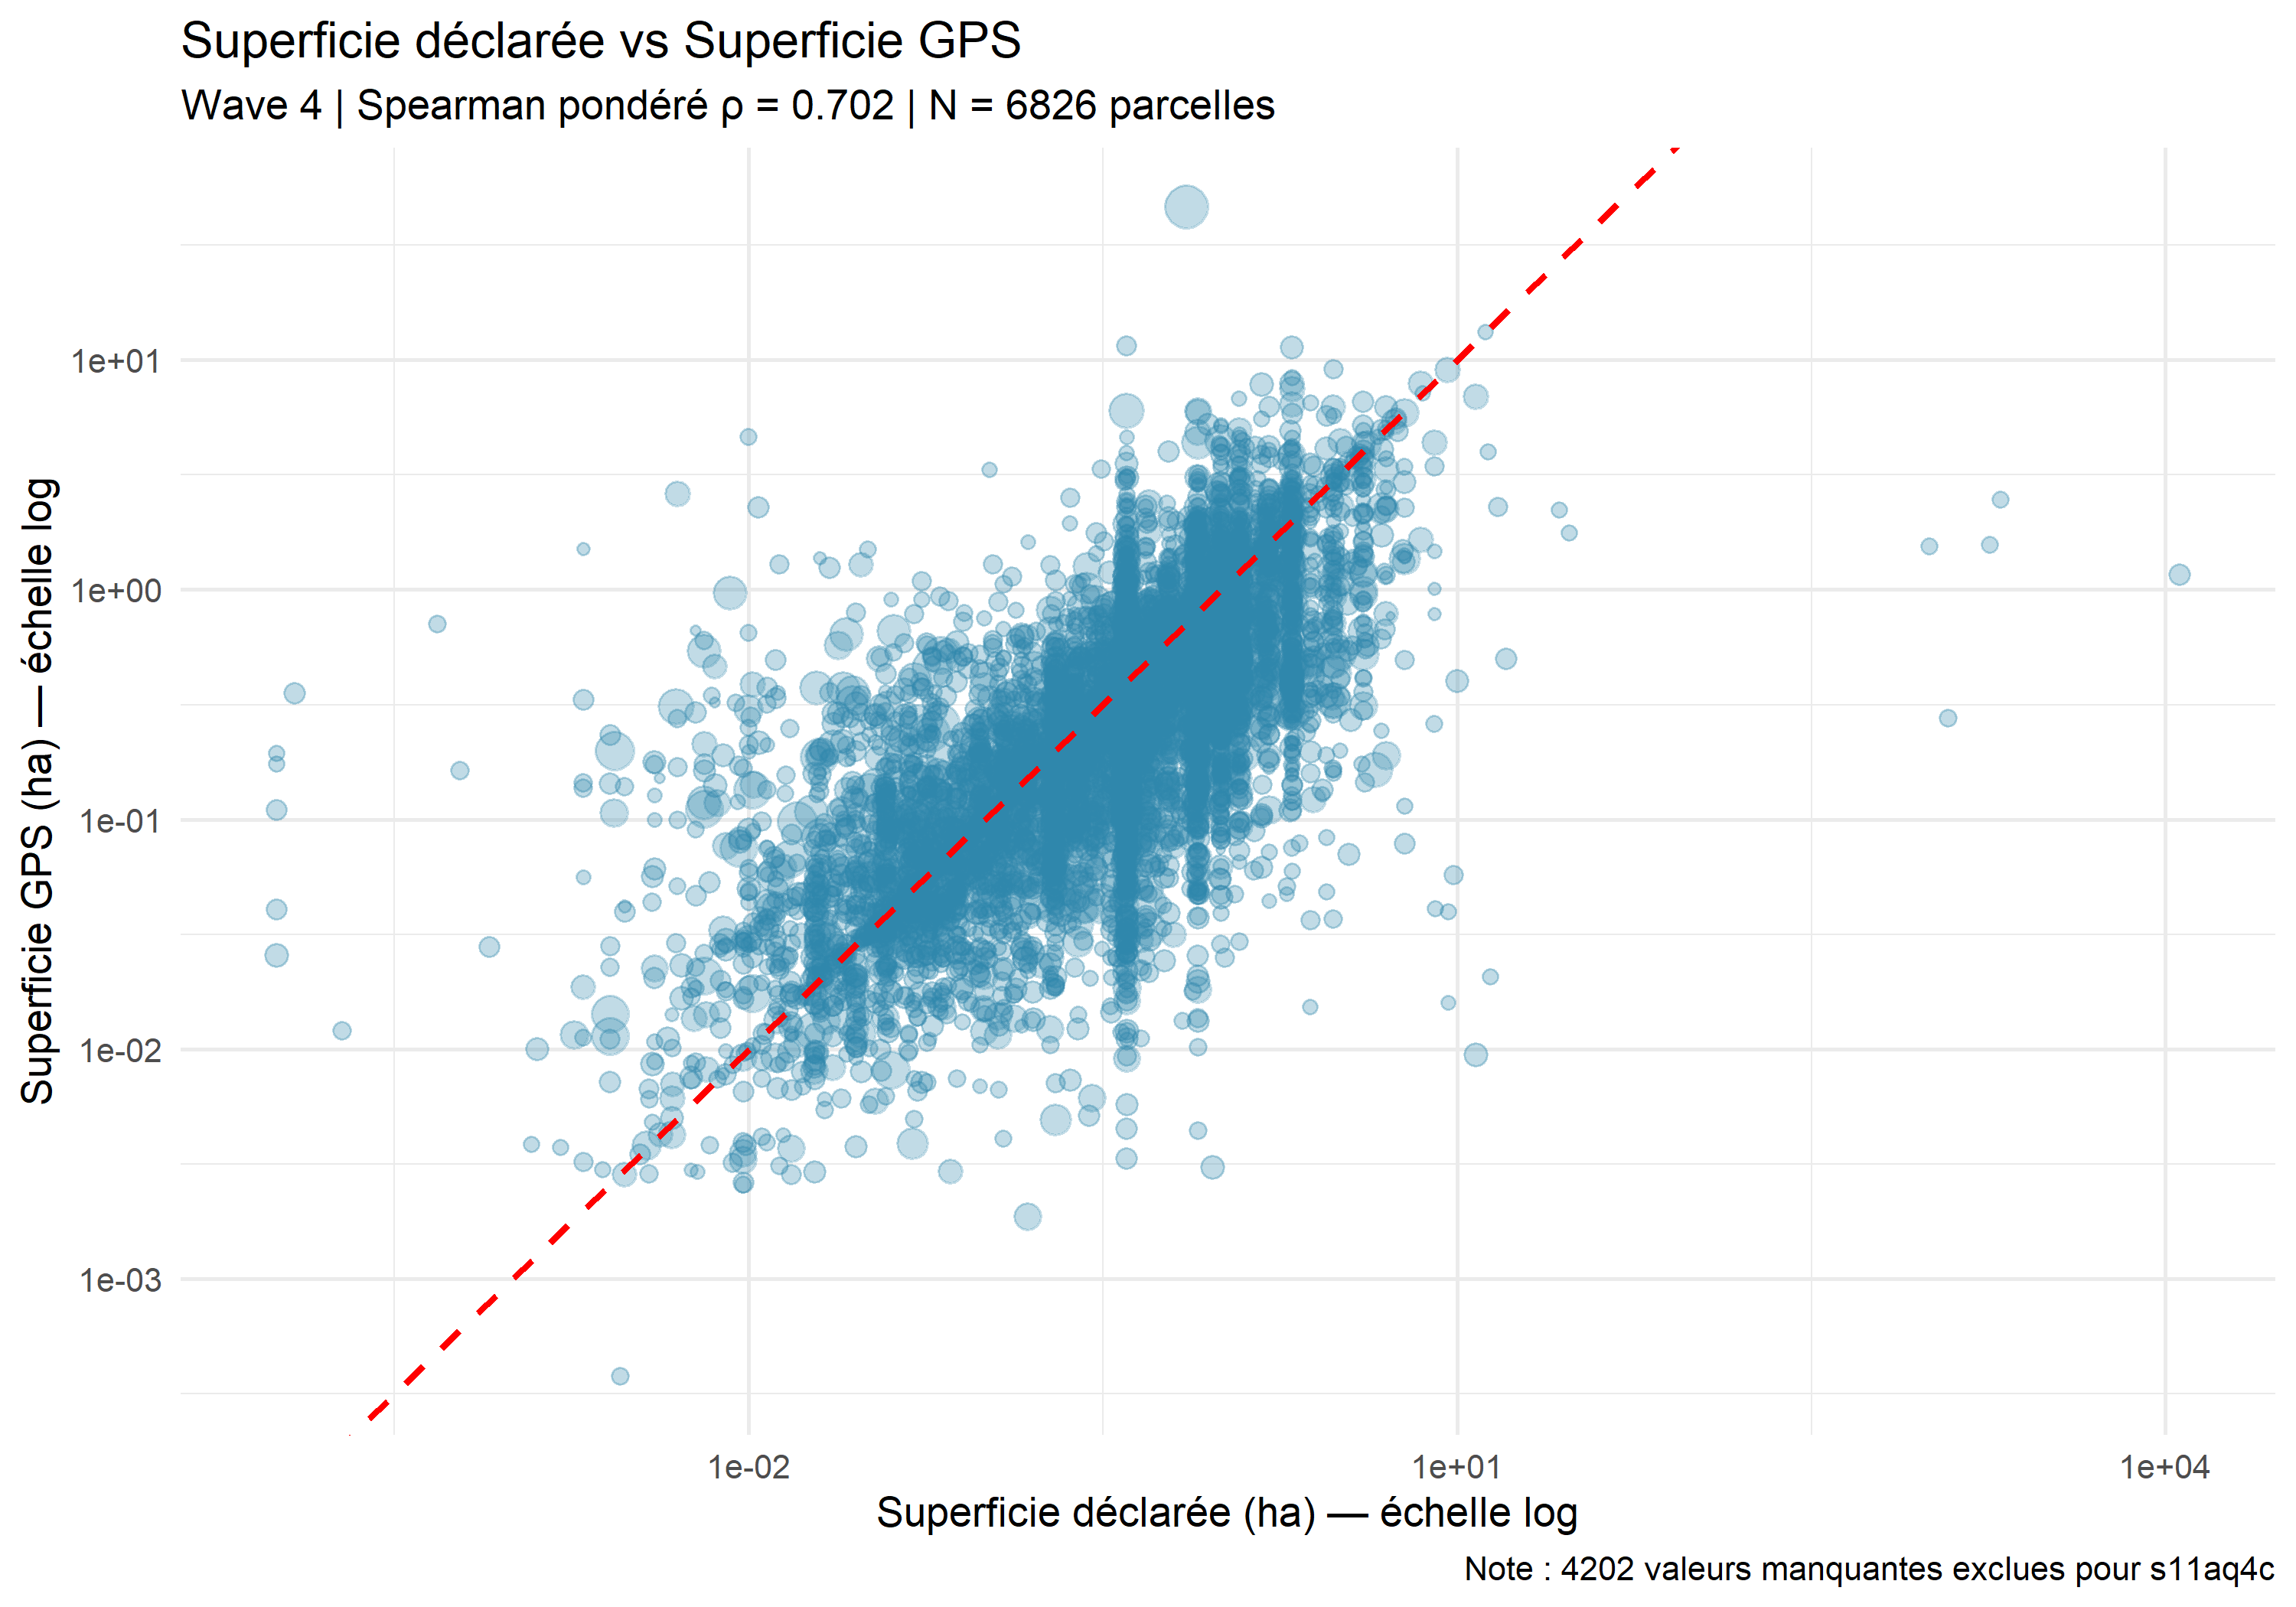 Superficie déclarée vs Superficie GPS
Wave 4 | Spearman pondéré ρ = 0.702 | N = 6826 parcelles
Superficie GPS (ha) — échelle log
1e+01
1e+00
1e-01
1e-02
1e-03
1e-02
1e+01
1e+04
Superficie déclarée (ha) — échelle log
Note : 4202 valeurs manquantes exclues pour s11aq4c